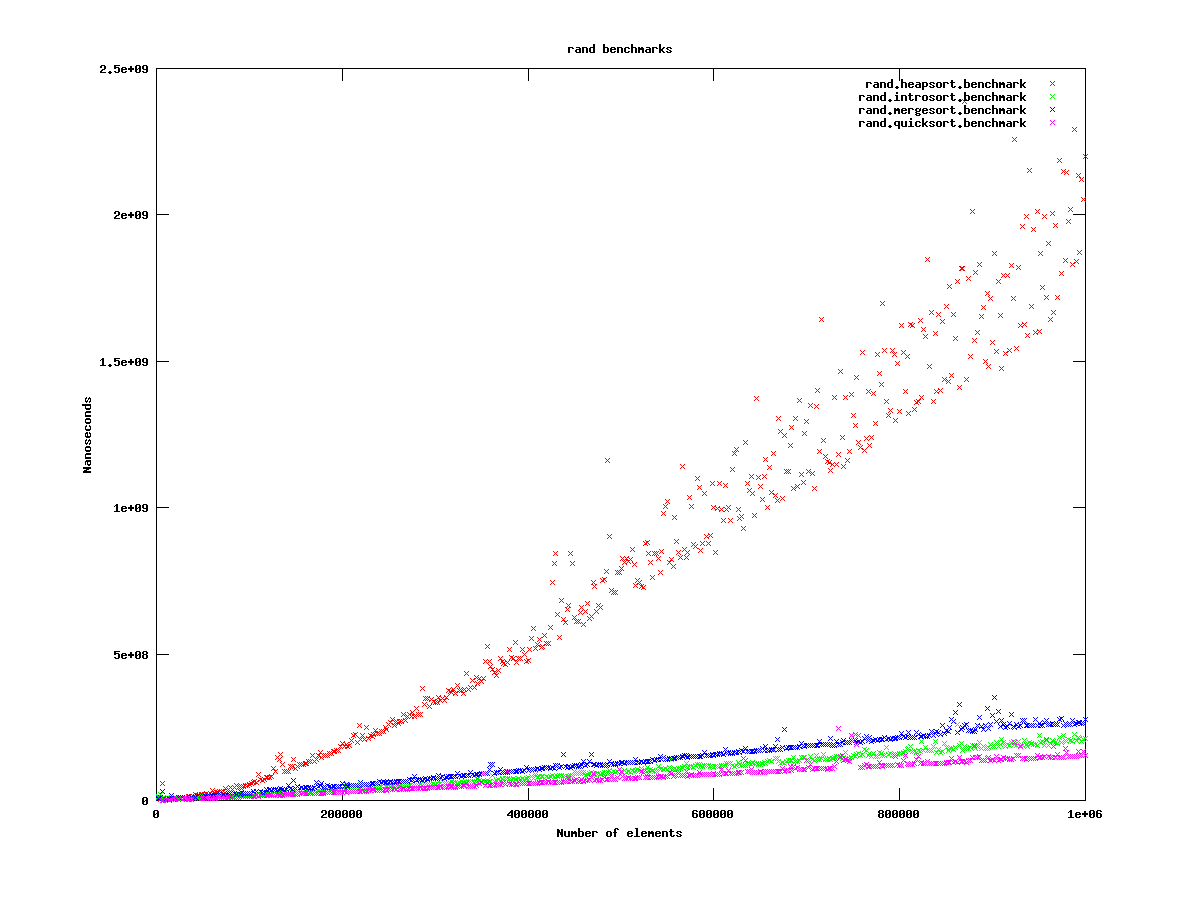 rand benchmarks
2.5e+09
rand.heapsort.benchmark
rand.introsort.benchmark
rand.mergesort.benchmark
rand.quicksort.benchmark
2e+09
1.5e+09
Nanoseconds
1e+09
5e+08
0
0 200000 400000 600000 800000 1e+06
Number of elements